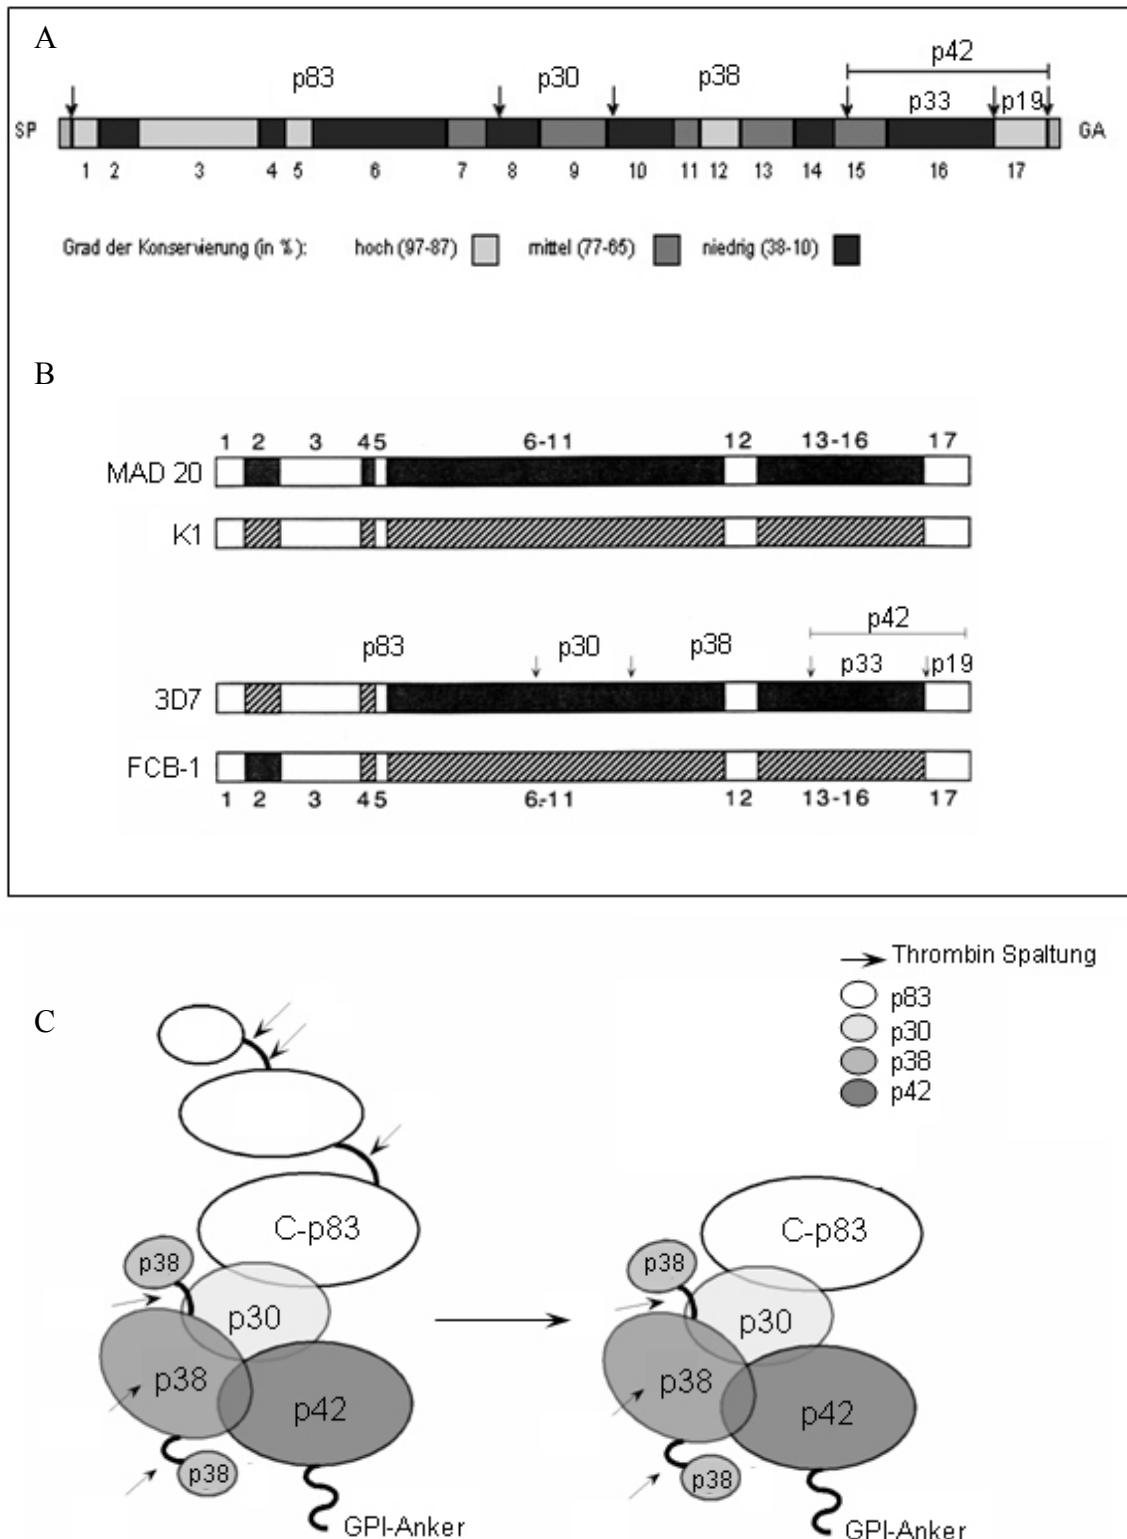 A
p42
p83 p30 p38
p33 p19
SP GA
1 2 3 4 5 6 7 8 9 10 11 12 13 14 15 16 17
Grad der Konservierung (in %): hoch (97-87) mittel (77-65) niedrig (38-10)
B
1 2 3 4 5 6-11 12 13-16 17
MAD 20
K1
p42
p83 p30 p38
p33 p19
3D7
FCB-1
1 2 3 4 5 6-11 12 13-16 17
Thrombin Spaltung
p83
p30
p38
p42
C
C-p83
p38
p30
p38
p42
p38
GPI-Anker
C-p83
p38
p30
p38
p42
p38
GPI-Anker